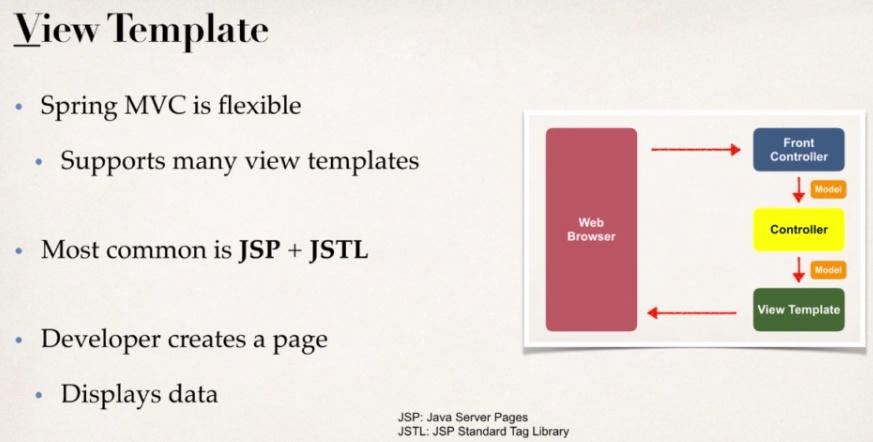 View Template
• Spring MVC is flexible
• Supports many view templates
• Most common is JSP + JSTL
• Developer creates a page
• Displays data
Web
Browser
Front
Controller
Model
Controller
Model
View Template
JSP: Java Server Pages
JSTL: JSP Standard Tag Library